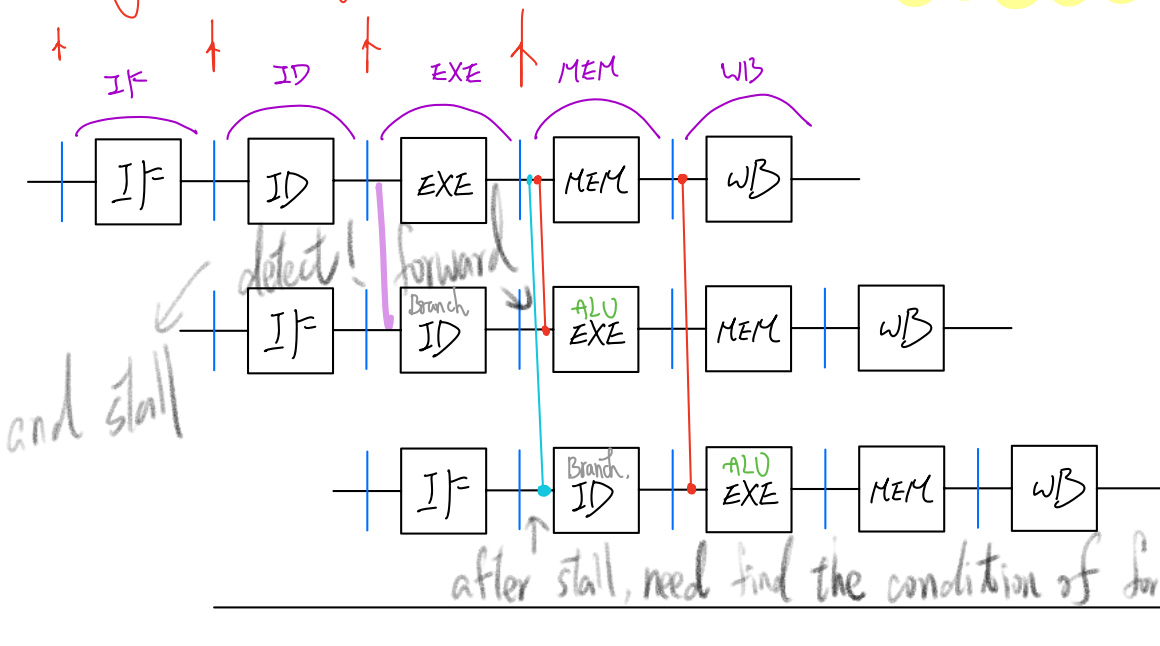 IF ID EXE MEM WB
IF ID EXE MEM WB
detect! forward
Branch ALU
IF ID EXE MEM WB
and stall
Branch. ALU
IF ID EXE MEM WB
after stall, need find the condition of for